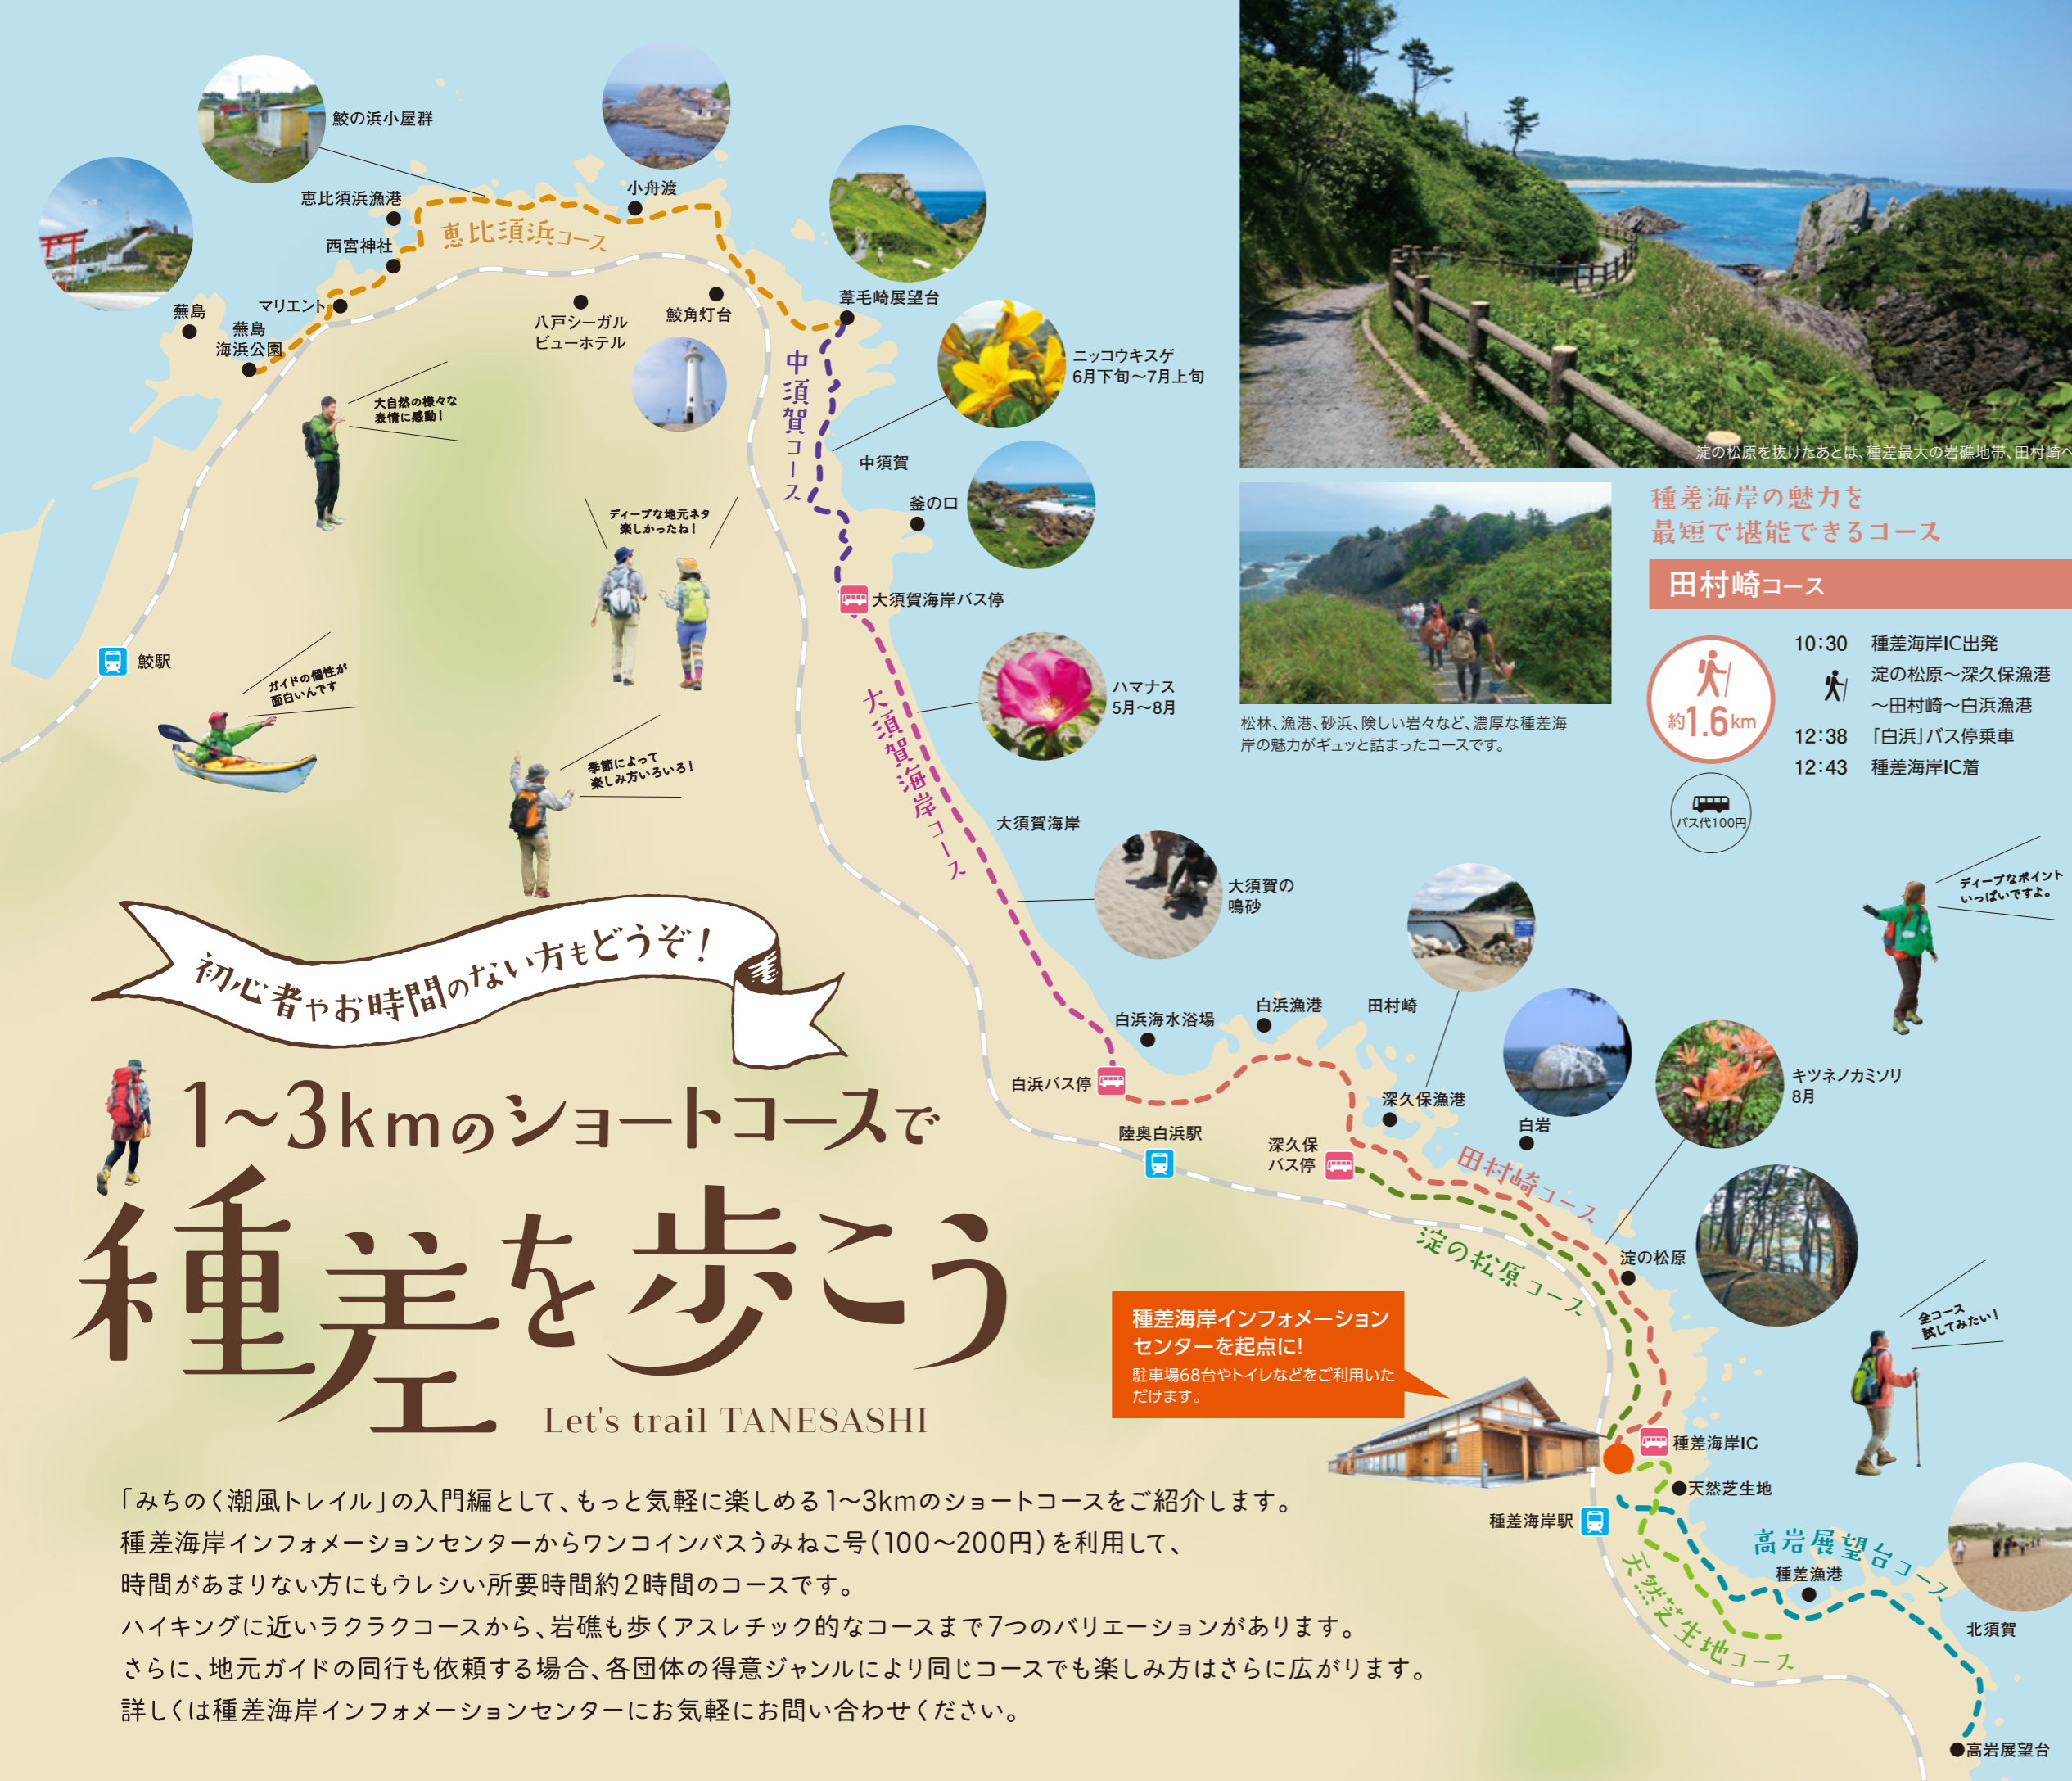 鮫の浜小屋群
恵比須浜漁港
西宮神社
マリエント
蕪島
蕪島
海浜公園
恵比須浜コース
小舟渡
八戸シーガル
ビューホテル
鮫角灯台
葦毛崎展望台
ニッコウキスゲ
6月下旬〜7月上旬
中須賀コース
中須賀
釜の口
大須賀海岸バス停
ハマナス
5月〜8月
大須賀海岸コース
大須賀海岸
大須賀の
鳴砂
鮫駅
大自然の様々な
表情に感動！
ディープな地元ネタ
楽しかったね！
ガイドの個性が
面白いんです
季節によって
楽しみ方いろいろ！
淀の松原を抜けたあとは、種差最大の岩礁地帯、田村崎へ
松林、漁港、砂浜、険しい岩々など、濃厚な種差海
岸の魅力がギュッと詰まったコースです。
種差海岸の魅力を
最短で堪能できるコース
田村崎コース
約1.6km
バス代100円
10:30 種差海岸IC出発
淀の松原〜深久保漁港
〜田村崎〜白浜漁港
12:38 「白浜」バス停乗車
12:43 種差海岸IC着
ディープなポイント
いっぱいですよ。
白浜海水浴場
白浜漁港
田村崎
白浜バス停
陸奥白浜駅
深久保漁港
深久保
バス停
白岩
キツネノカミソリ
8月
田村崎コース
淀の松原コース
淀の松原
全コース
試してみたい！
種差海岸インフォメーション
センターを起点に!
駐車場68台やトイレなどをご利用いた
だけます。
種差海岸IC
天然芝生地
種差海岸駅
高岩展望台コース
種差漁港
天然芝生地コース
北須賀
高岩展望台
初心者やお時間のない方もどうぞ！
1〜3kmのショートコースで
種差を歩こう
Let's trail TANESASHI
「みちのく潮風トレイル」の入門編として、もっと気軽に楽しめる1〜3kmのショートコースをご紹介します。
種差海岸インフォメーションセンターからワンコインバスうみねこ号（100〜200円）を利用して、
時間があまりない方にもウレシい所要時間約2時間のコースです。
ハイキングに近いラクラクコースから、岩礁も歩くアスレチック的なコースまで7つのバリエーションがあります。
さらに、地元ガイドの同行も依頼する場合、各団体の得意ジャンルにより同じコースでも楽しみ方はさらに広がります。
詳しくは種差海岸インフォメーションセンターにお気軽にお問い合わせください。